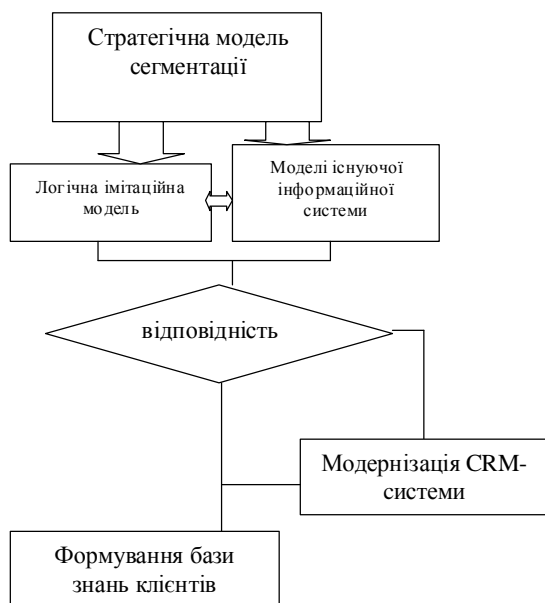 Стратегічна модель
сегментації
Логічна імітаційна
модель
Моделі існуючої
інформаційної
системи
відповідність
Модернізація CRM-
системи
Формування бази
знань клієнтів